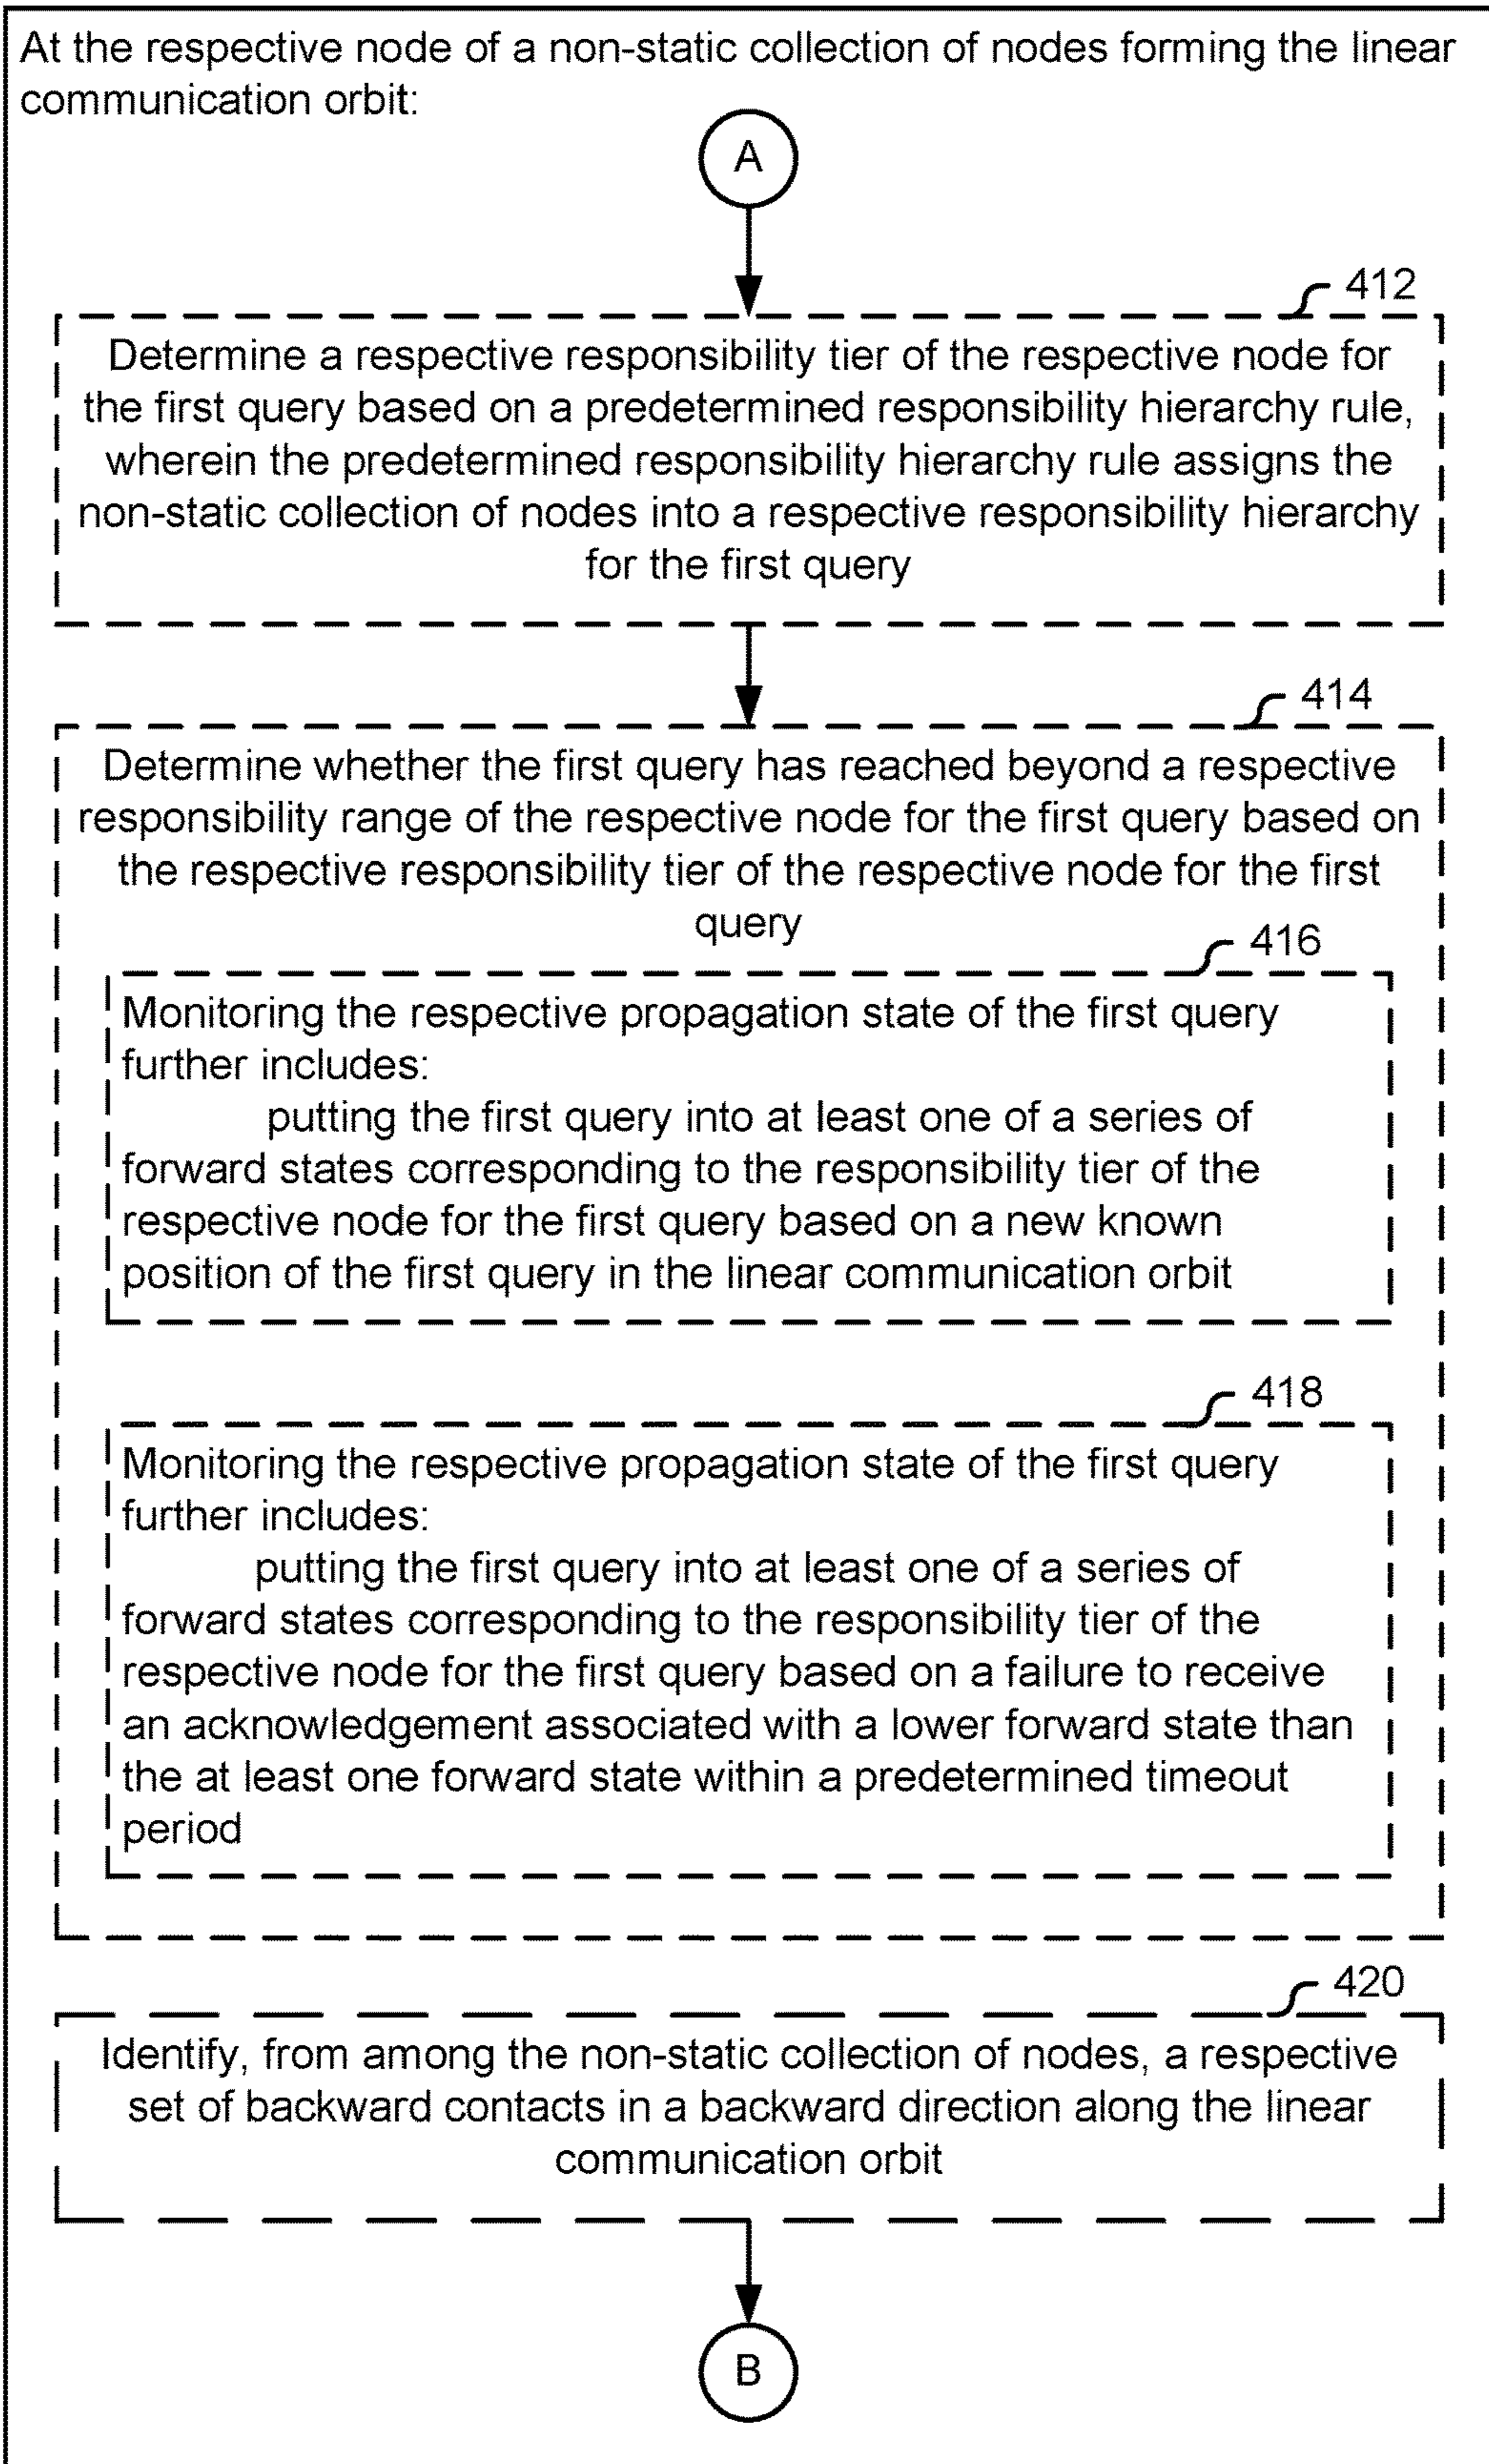 At the respective node of a non-static collection of nodes forming the linear
communication orbit:
A
412
Determine a respective responsibility tier of the respective node for
the first query based on a predetermined responsibility hierarchy rule,
wherein the predetermined responsibility hierarchy rule assigns the
non-static collection of nodes into a respective responsibility hierarchy
for the first query
414
Determine whether the first query has reached beyond a respective
responsibility range of the respective node for the first query based on
the respective responsibility tier of the respective node for the first
query
416
Monitoring the respective propagation state of the first query
further includes:
putting the first query into at least one of a series of
forward states corresponding to the responsibility tier of the
respective node for the first query based on a new known
position of the first query in the linear communication orbit
418
Monitoring the respective propagation state of the first query
further includes:
putting the first query into at least one of a series of
forward states corresponding to the responsibility tier of the
respective node for the first query based on a failure to receive
an acknowledgement associated with a lower forward state than
the at least one forward state within a predetermined timeout
period
420
Identify, from among the non-static collection of nodes, a respective
set of backward contacts in a backward direction along the linear
communication orbit
B